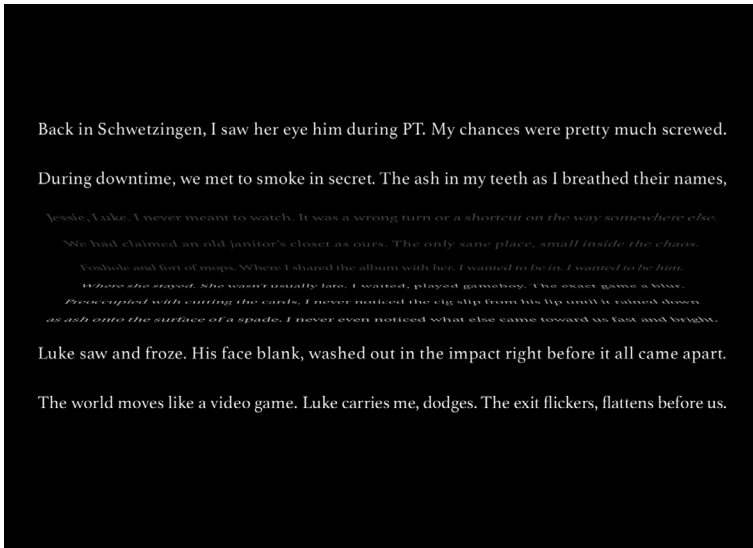 Back in Schwetzingen, I saw her eye him during PT. My chances were pretty much screwed.
During downtime, we met to smoke in secret. The ash in my teeth as I breathed their names,
Jessie, Luke. I never meant to watch. It was a wrong turn or a shortcut on the way somewhere else.
We had claimed an old janitor's closet as ours. The only sane place, small inside the chaos.
Foxhole and fort of mops. Where I shared the album with her. I wanted to be in. I wanted to be him.
Where she stayed. She wasn't usually late. I waited, played gameboy. The exact game a blur.
Preoccupied with cutting the cards, I never noticed the cig slip from his lip until it rained down
as ash onto the surface of a spade. I never even noticed what else came toward us fast and bright.
Luke saw and froze. His face blank, washed out in the impact right before it all came apart.
The world moves like a video game. Luke carries me, dodges. The exit flickers, flattens before us.